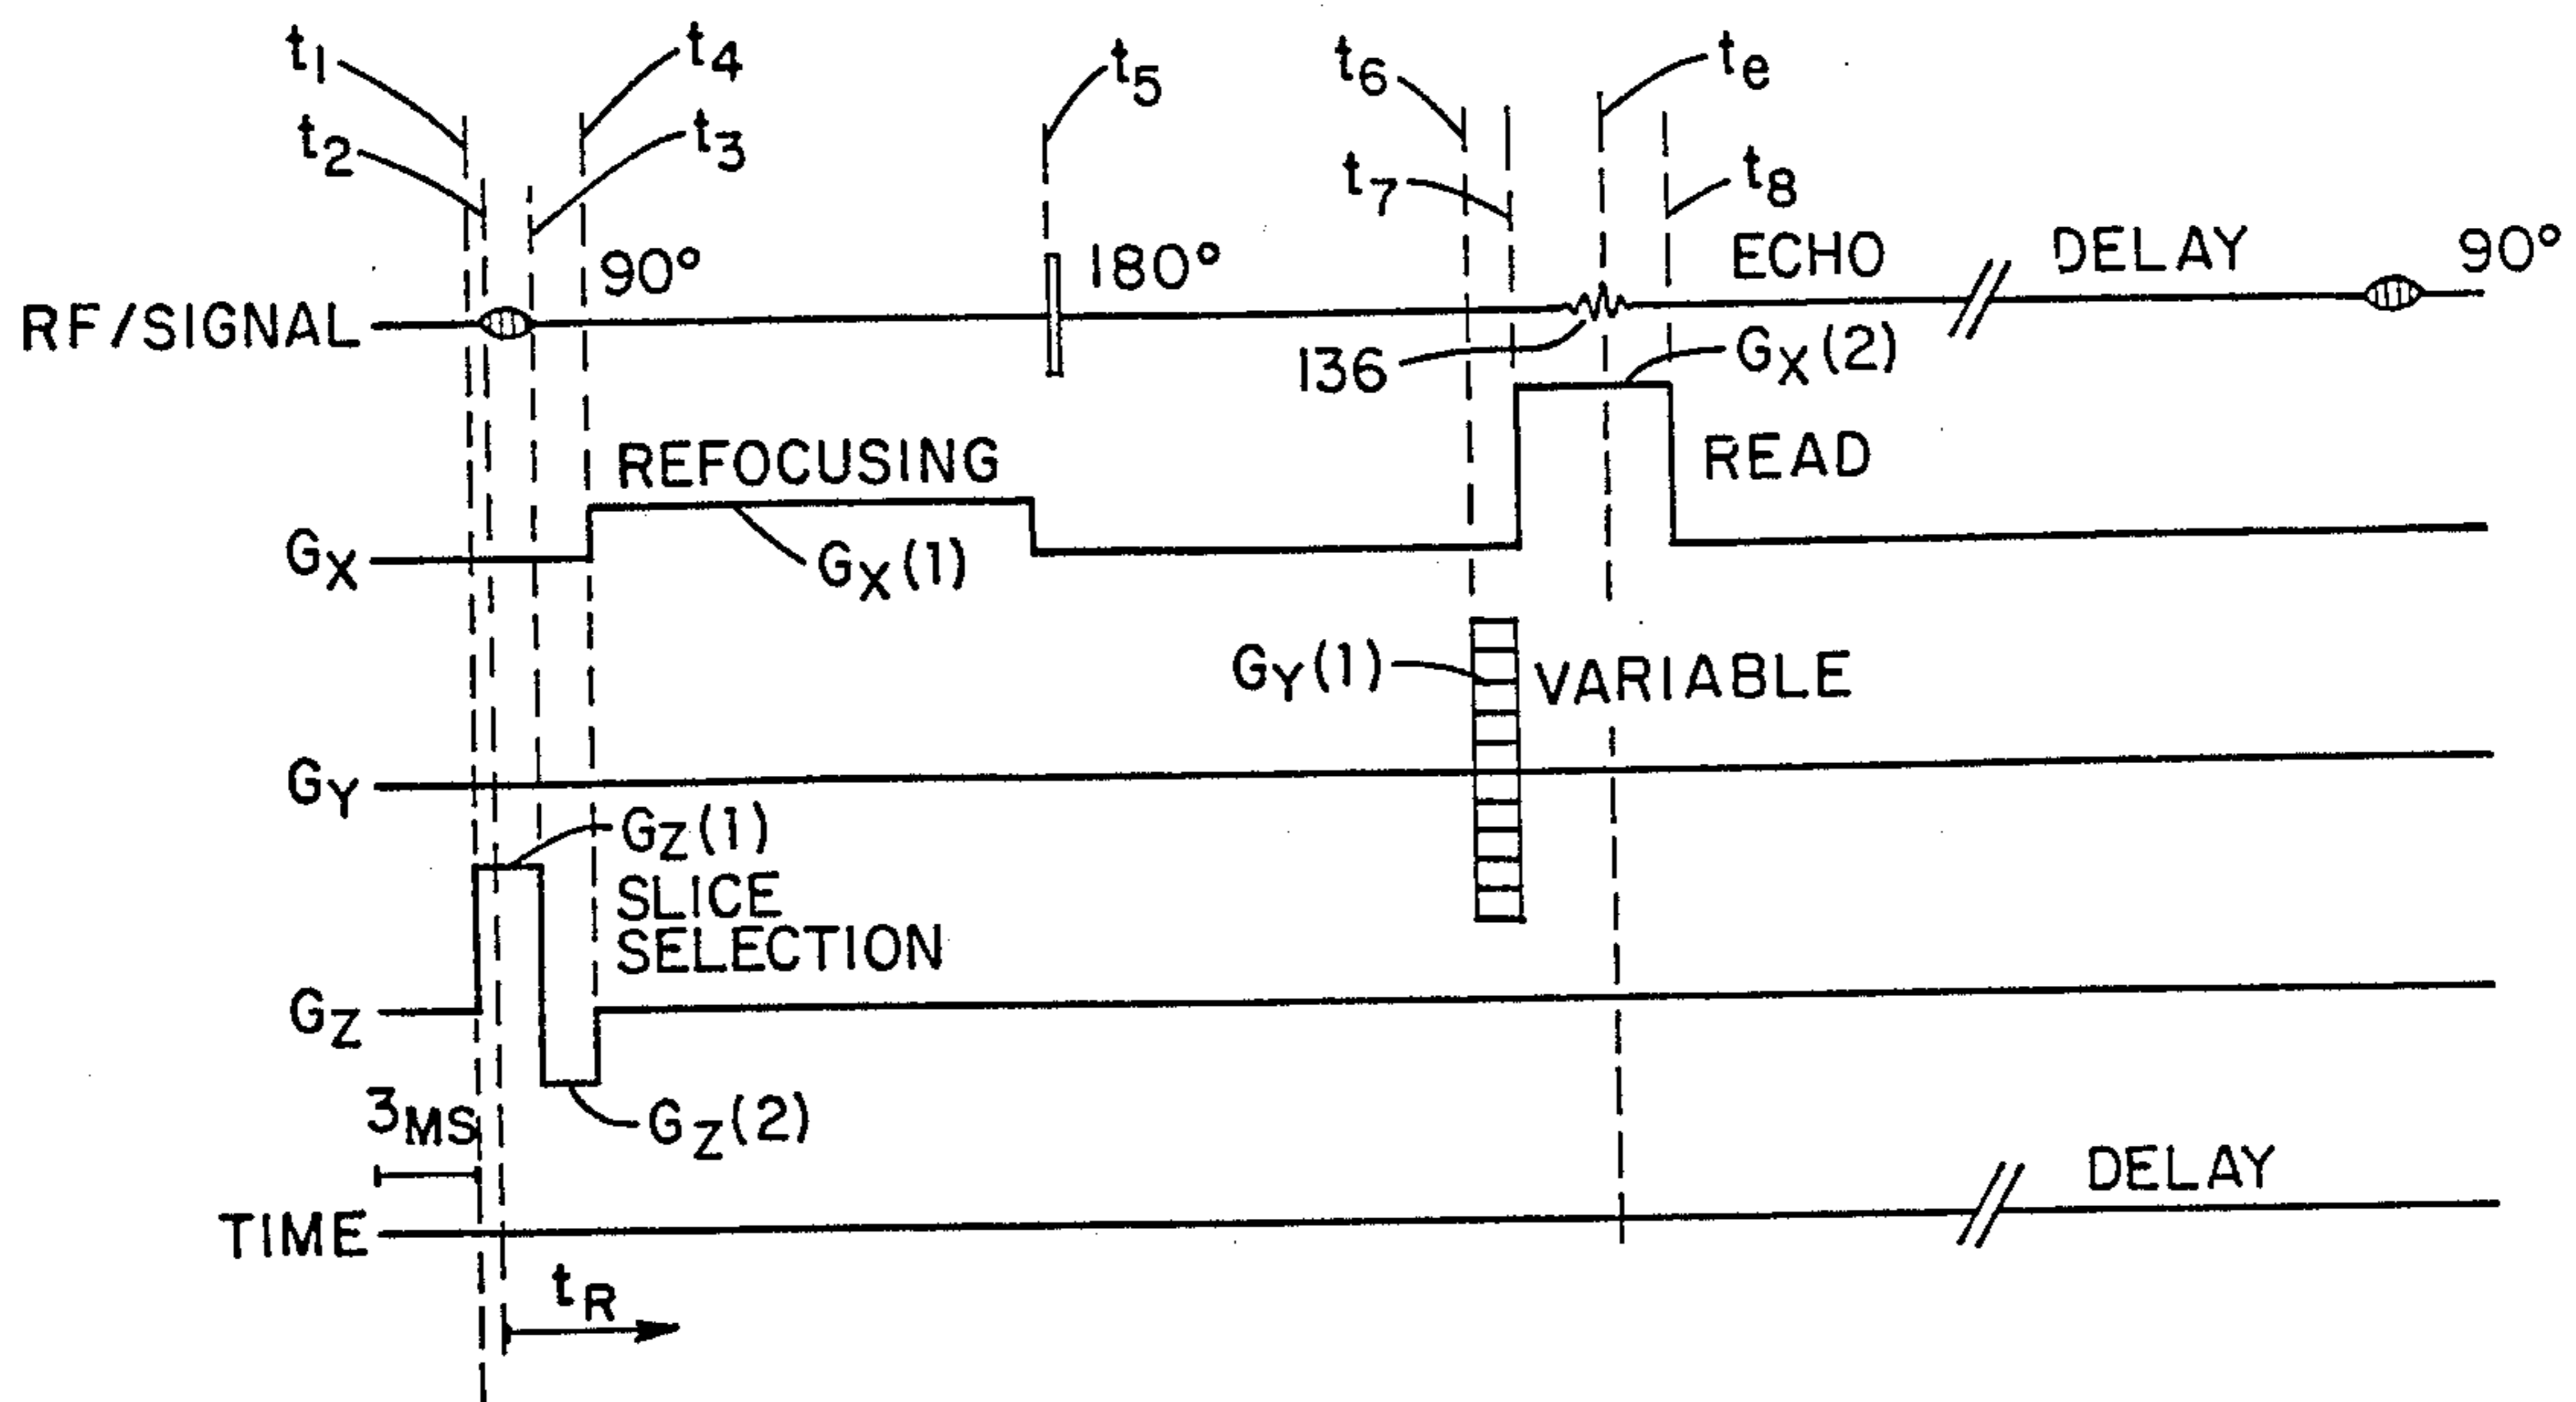 t1 t4 t5 t6 te
t2 t3 t7 t8
RF/SIGNAL 90° 180° ECHO DELAY 90°
136 GX(2)
REFOCUSING READ
GX GX(1)
GY(1) VARIABLE
GY
GZ(1)
SLICE
SELECTION
GZ
3MS GZ(2)
DELAY
TIME
tR